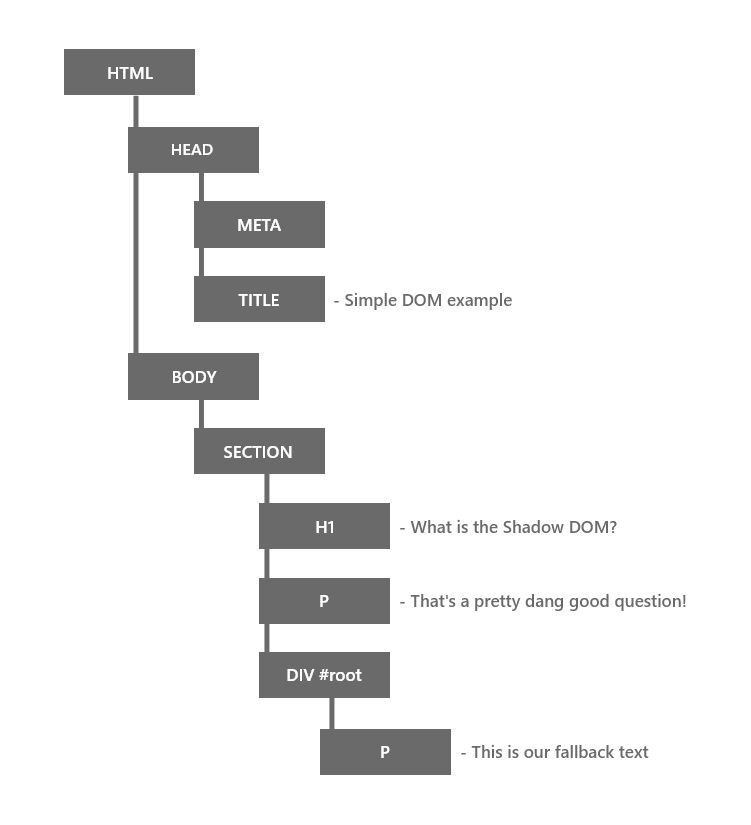 HTML
HEAD
META
TITLE - Simple DOM example
BODY
SECTION
H1 - What is the Shadow DOM?
P - That's a pretty dang good question!
DIV #root
P - This is our fallback text